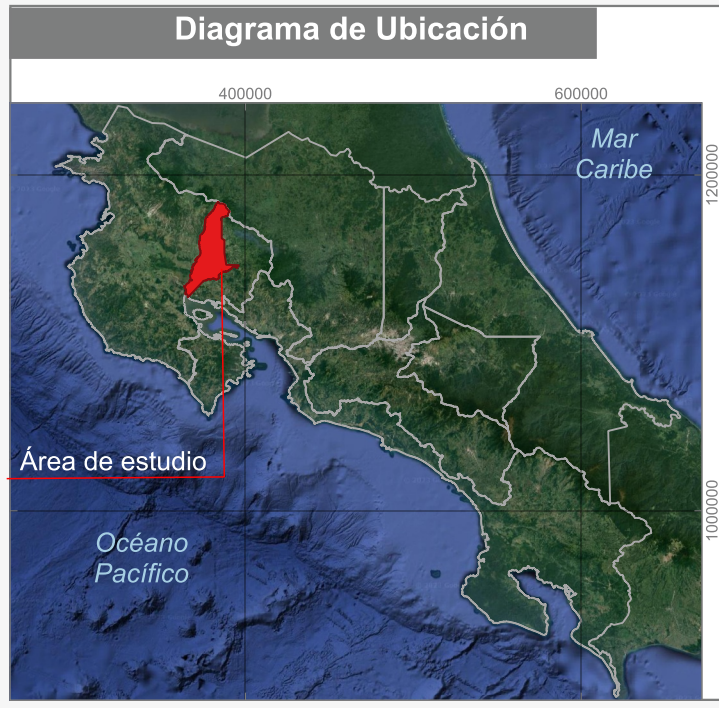 Diagrama de Ubicación
400000
600000
Mar
Caribe
1200000
Área de estudio
1000000
Océano
Pacífico